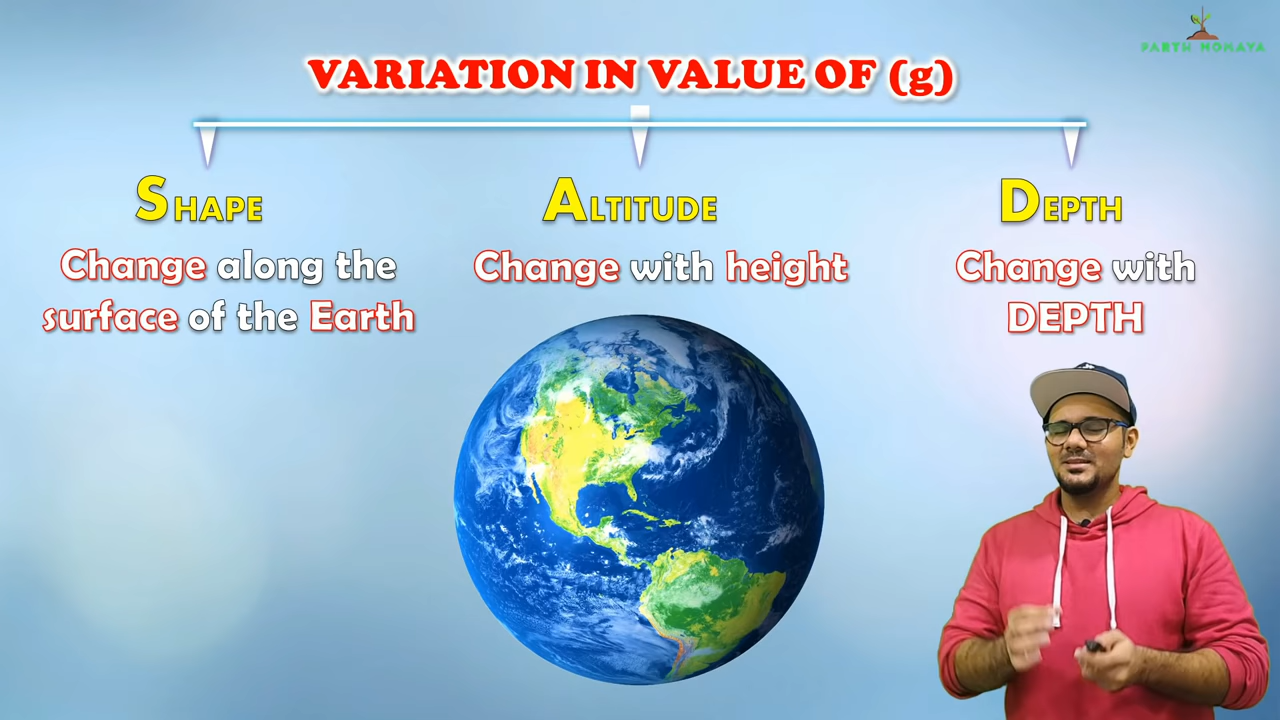 PARTH MOMAYA
VARIATION IN VALUE OF (g)
SHAPE
Change along the
surface of the Earth
ALTITUDE
Change with height
DEPTH
Change with
DEPTH